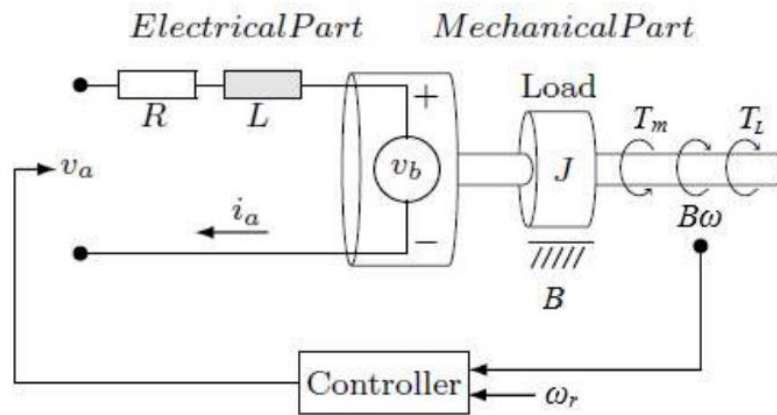 ElectricalPart MechanicalPart
Load
R L
+
T_m T_L
v_a
v_b
J
i_a
−
Bω
B
Controller
ω_r